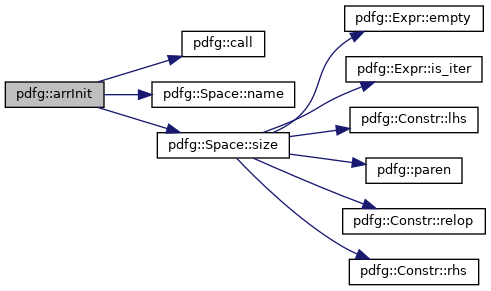 pdfg::Expr::empty
pdfg::call
pdfg::Expr::is_iter
pdfg::arrInit
pdfg::Space::name
pdfg::Constr::lhs
pdfg::Space::size
pdfg::paren
pdfg::Constr::relop
pdfg::Constr::rhs